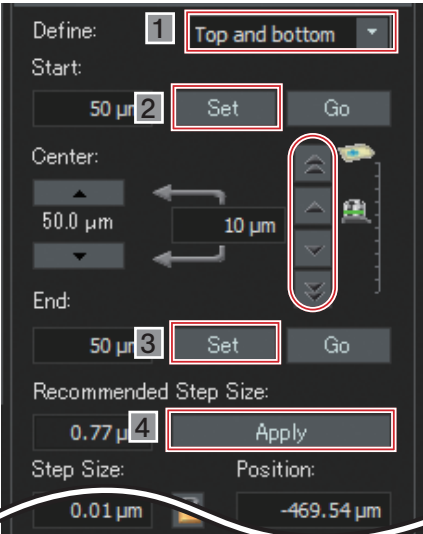 Define: 1 Top and bottom
Start:
50 µm 2 Set Go
Center:
50.0 µm 10 µm
End:
50 µm 3 Set Go
Recommended Step Size:
0.77 µ 4 Apply
Step Size: Position:
0.01 µm -469.54 µm